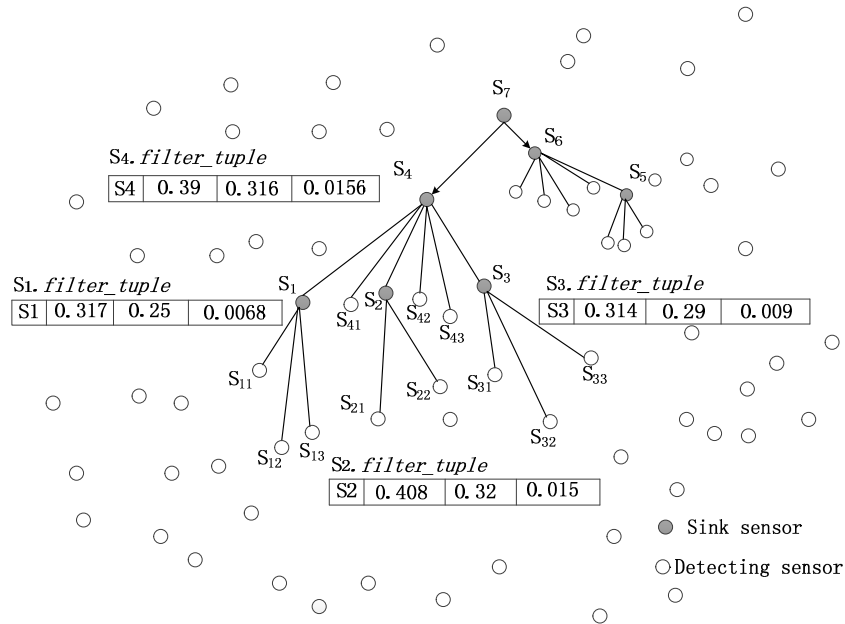 S₇
S₆
S₄.filter_tuple
S₄
S₅
S4 0.39 0.316 0.0156
S₁.filter_tuple
S₁
S₂
S₃
S₃.filter_tuple
S1 0.317 0.25 0.0068
S3 0.314 0.29 0.009
S₄₁
S₄₂
S₄₃
S₁₁
S₂₁
S₂₂
S₃₁
S₃₃
S₁₂
S₁₃
S₃₂
S₂.filter_tuple
S2 0.408 0.32 0.015
Sink sensor
Detecting sensor